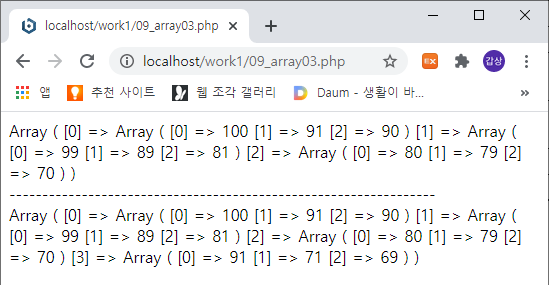 localhost/work1/09_array03.php
localhost/work1/09_array03.php
갑상
앱 추천 사이트 웹 조각 갤러리 Daum - 생활이 바
Array ( [0] => Array ( [0] => 100 [1] => 91 [2] => 90 ) [1] => Array (
[0] => 99 [1] => 89 [2] => 81 ) [2] => Array ( [0] => 80 [1] => 79 [2]
=> 70 ) )
-------------------------------------------------------------
Array ( [0] => Array ( [0] => 100 [1] => 91 [2] => 90 ) [1] => Array (
[0] => 99 [1] => 89 [2] => 81 ) [2] => Array ( [0] => 80 [1] => 79 [2]
=> 70 ) [3] => Array ( [0] => 91 [1] => 71 [2] => 69 ) )